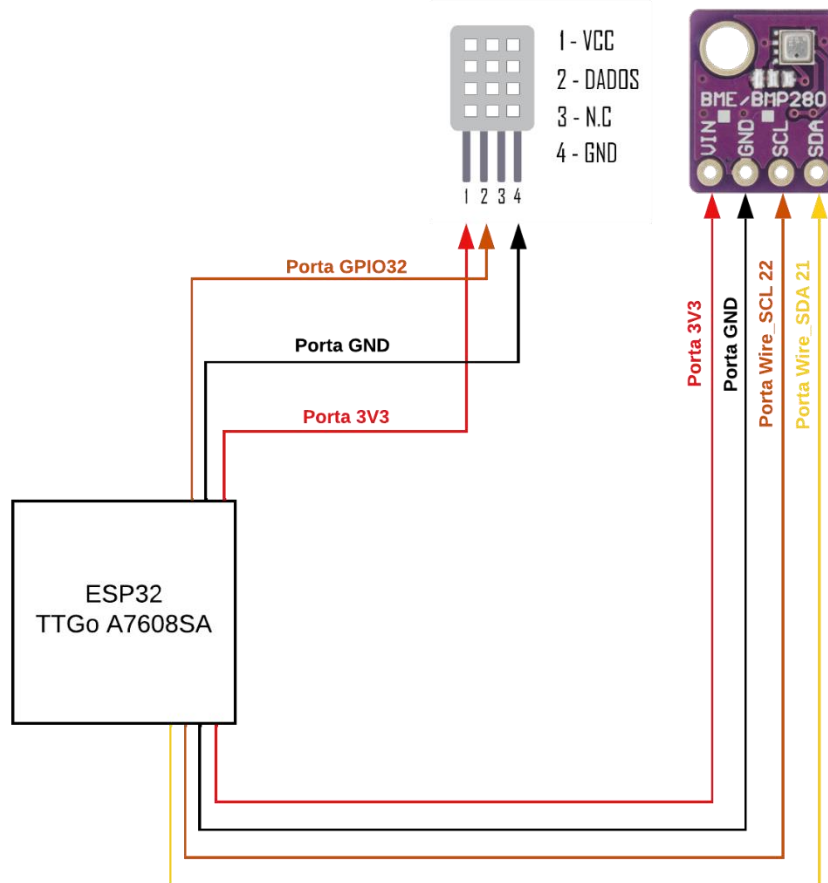 1 - VCC
2 - DADOS
3 - N.C
4 - GND
1 2 3 4
BME/BMP280
VIN GND SCL SDA
Porta GPIO32
Porta GND
Porta 3V3
Porta 3V3
Porta GND
Porta Wire_SCL 22
Porta Wire_SDA 21
ESP32
TTGo A7608SA